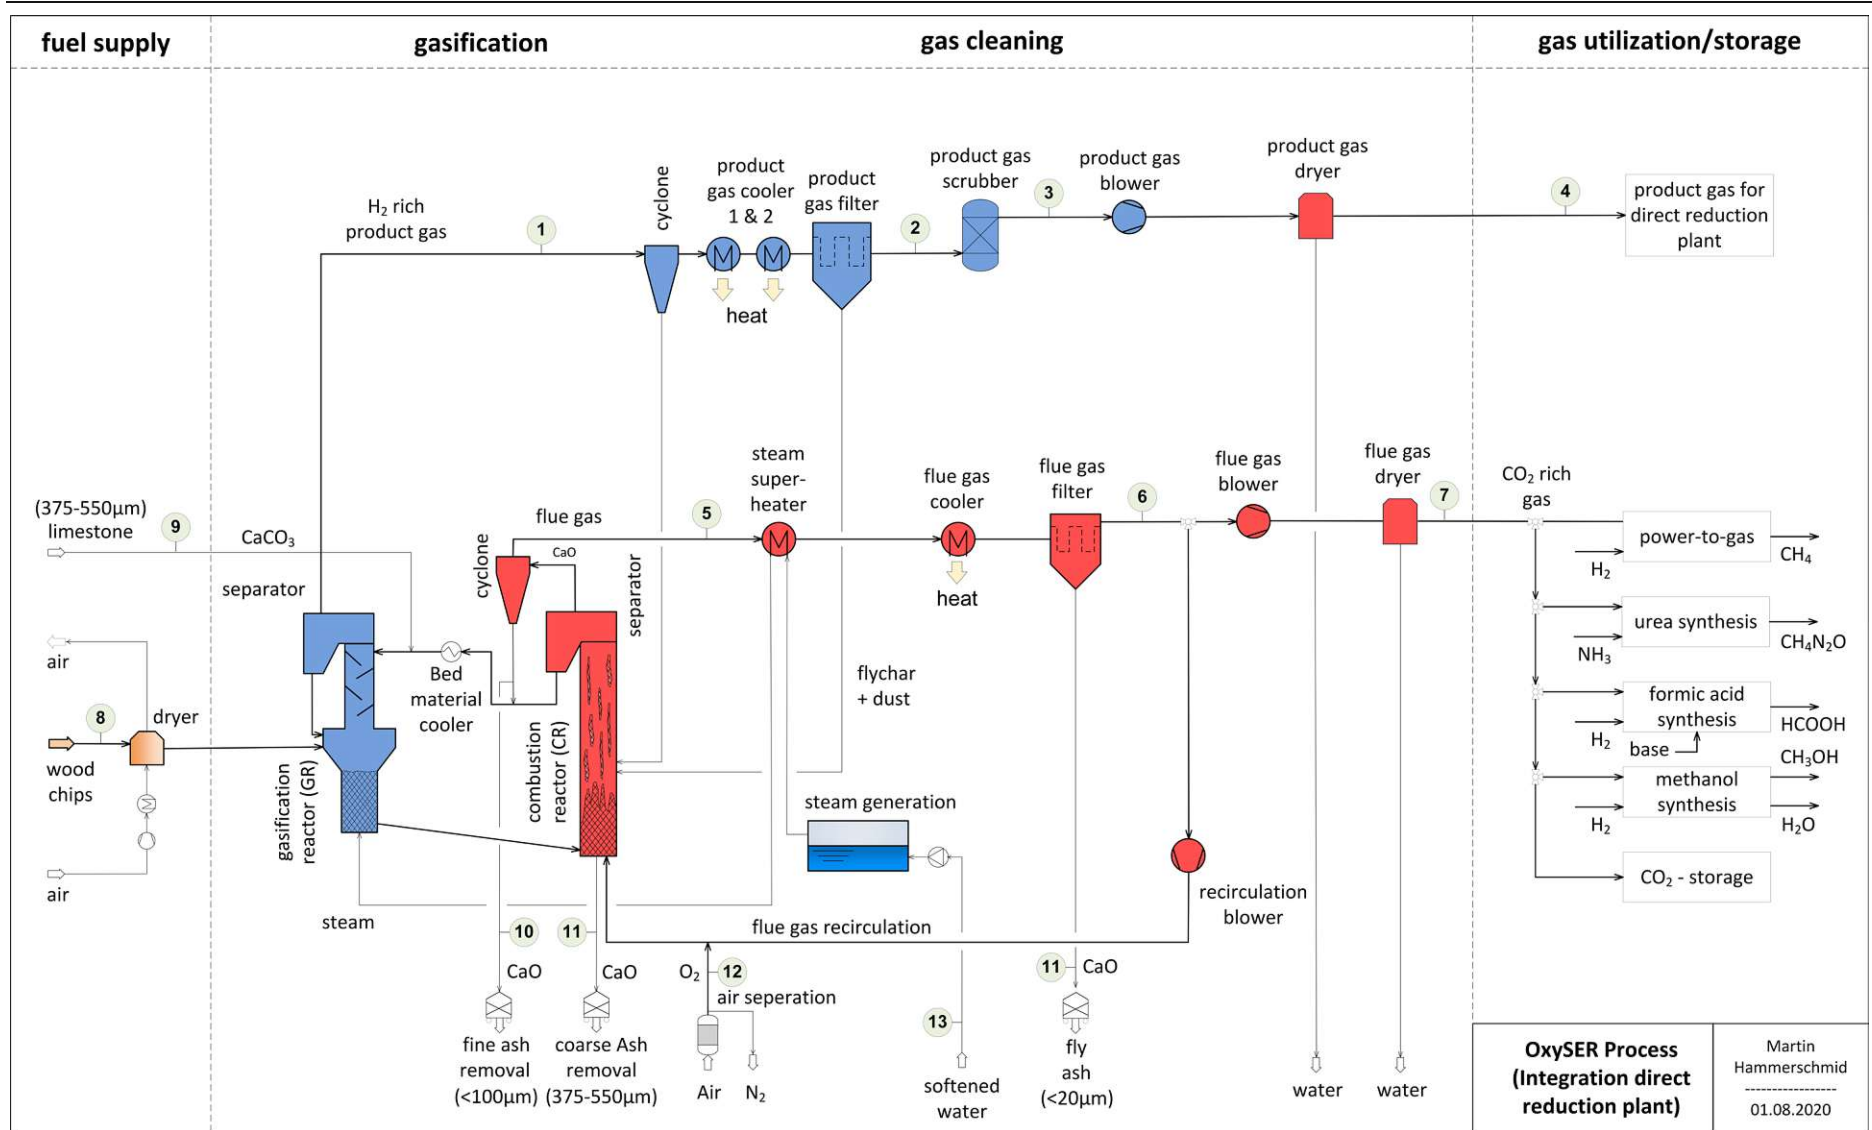 fuel supply
gasification
gas cleaning
gas utilization/storage
H₂ rich
product gas
1
cyclone
product
gas cooler
1 & 2
heat
product
gas filter
2
product gas
scrubber
3
product gas
blower
product gas
dryer
4
product gas for
direct reduction
plant
(375-550µm)
limestone
9
CaCO₃
separator
air
8
dryer
wood
chips
air
gasification
reactor (GR)
steam
Bed
material
cooler
cyclone
flue gas
CaO
separator
combustion
reactor (CR)
5
steam
super-
heater
flue gas
cooler
heat
flue gas
filter
6
flue gas
blower
flue gas
dryer
7
CO₂ rich
gas
flychar
+ dust
steam generation
recirculation
blower
flue gas recirculation
10
CaO
fine ash
removal
(<100µm)
11
CaO
coarse Ash
removal
(375-550µm)
O₂
12
air seperation
Air
N₂
13
softened
water
11
CaO
fly
ash
(<20µm)
water
water
power-to-gas
H₂
CH₄
urea synthesis
NH₃
CH₄N₂O
formic acid
synthesis
H₂
HCOOH
base
CH₃OH
methanol
synthesis
H₂
H₂O
CO₂ - storage
OxySER Process
(Integration direct
reduction plant)
Martin
Hammerschmid
-----------------
01.08.2020
M
M
M
M
M